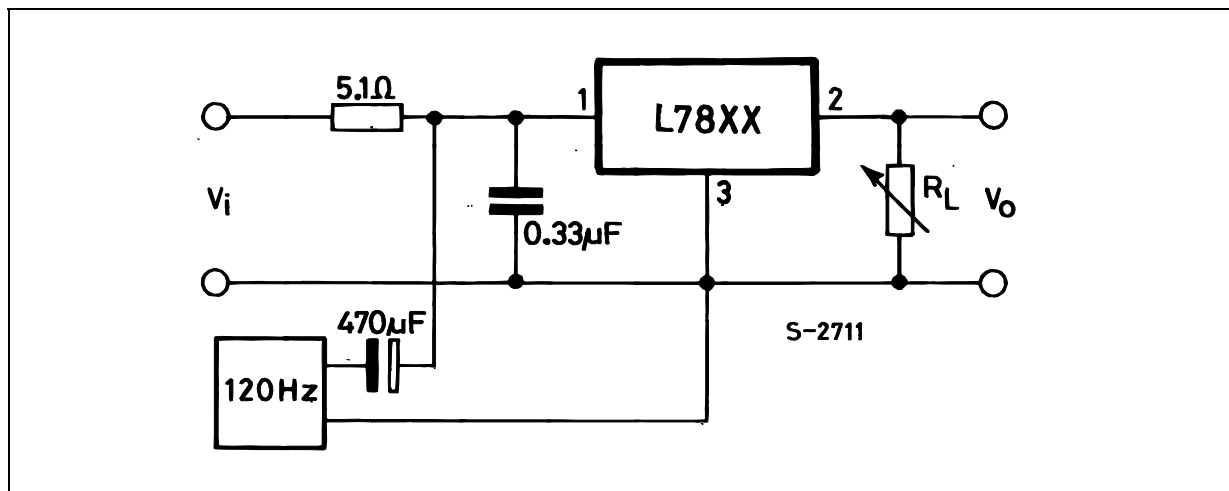 5.1Ω
1
L78XX
2
3
Vi
0.33µF
RL
Vo
470µF
S-2711
120Hz